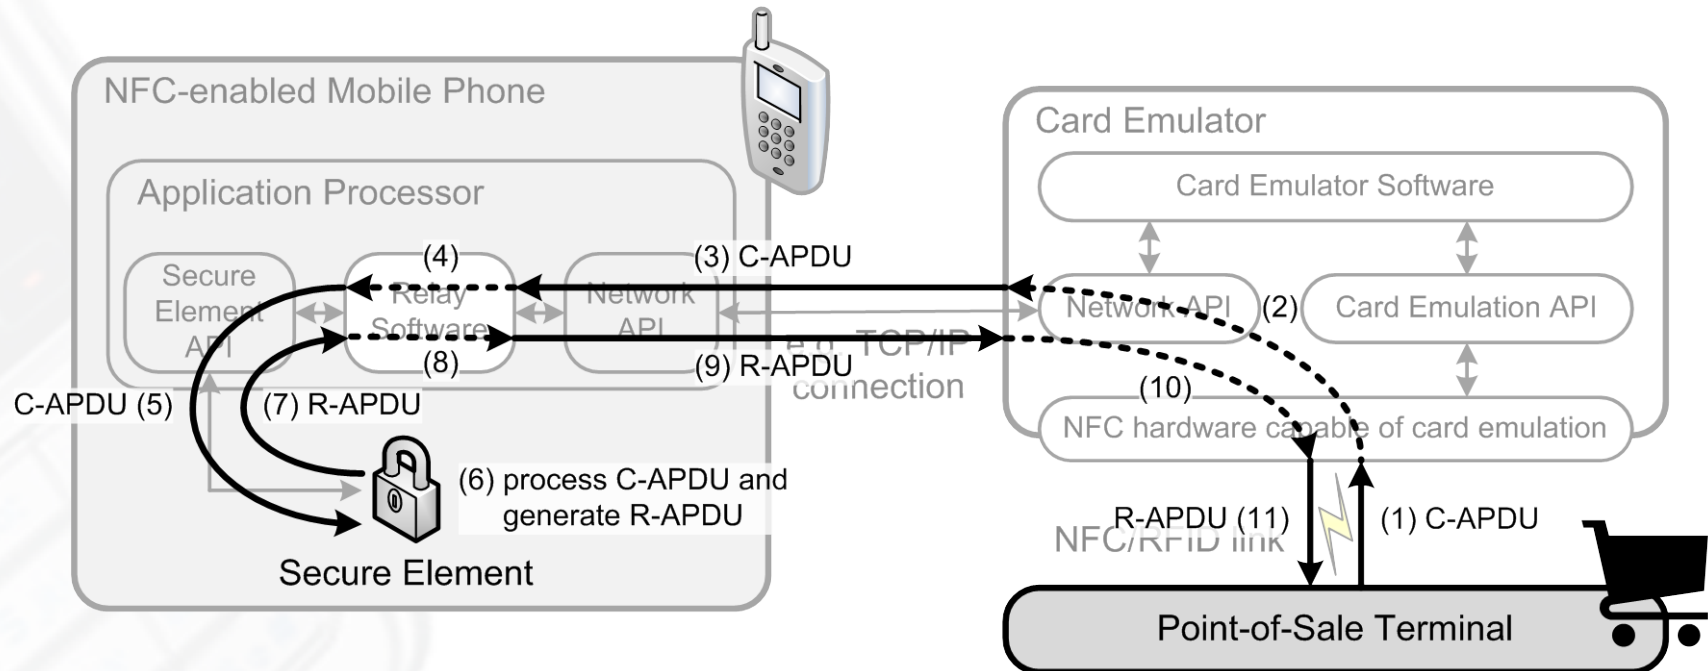 NFC-enabled Mobile Phone
Application Processor
Secure
Element
API
Relay
Software
Network
API
(4)
(8)
(3) C-APDU
(9) R-APDU
e.g. TCP/IP
connection
C-APDU (5)
(7) R-APDU
(6) process C-APDU and
generate R-APDU
Secure Element
Card Emulator
Card Emulator Software
Network API
(2)
Card Emulation API
(10)
NFC hardware capable of card emulation
R-APDU (11)
(1) C-APDU
NFC/RFID link
Point-of-Sale Terminal